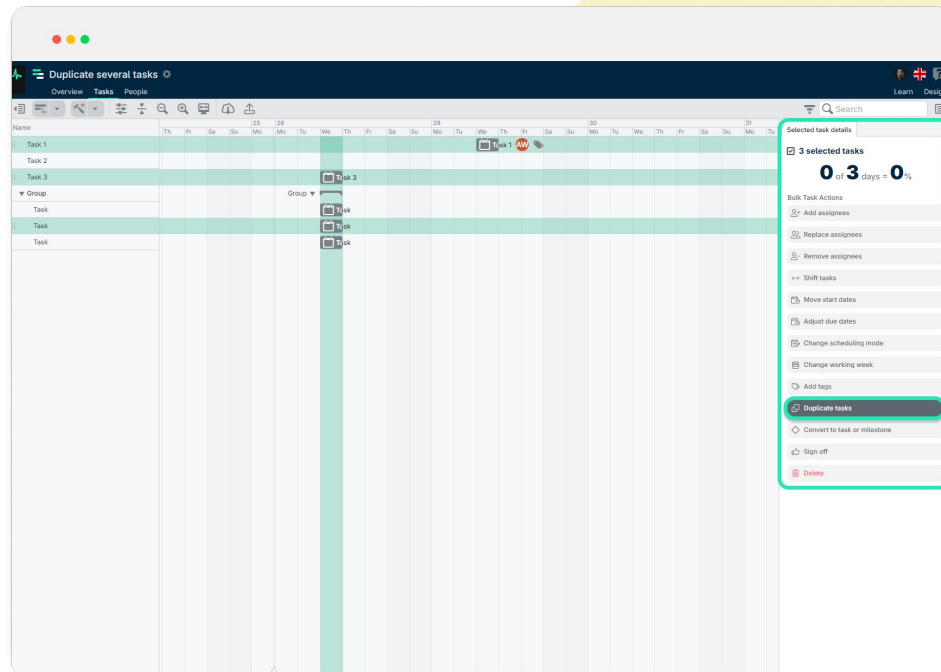 Duplicate several tasks
Overview Tasks People
Learn
Search
Name
25 28 29 30 31
Th Fr Sa Su Mo Mo Tu We Th Fr Sa Su Mo Tu We Th Fr Sa Su Mo Tu We Th Fr Sa Su Mo Tu
Selected task details
Task 1
Task 1 AW
3 selected tasks
Task 2
0 of 3 days = 0%
Task 3
Task 3
Group
Group
Bulk Task Actions
Task
Task
Add assignees
Task
Task
Replace assignees
Task
Task
Remove assignees
Shift tasks
Move start dates
Adjust due dates
Change scheduling mode
Change working week
Add tags
Duplicate tasks
Convert to task or milestone
Sign off
Delete